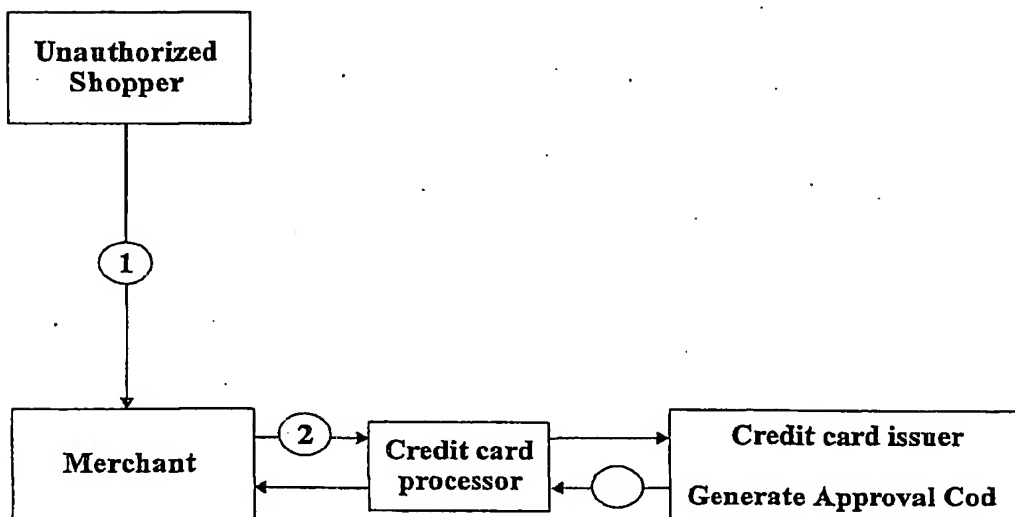 Unauthorized
Shopper
1
Merchant
2
Credit card
processor
Credit card issuer
Generate Approval Cod